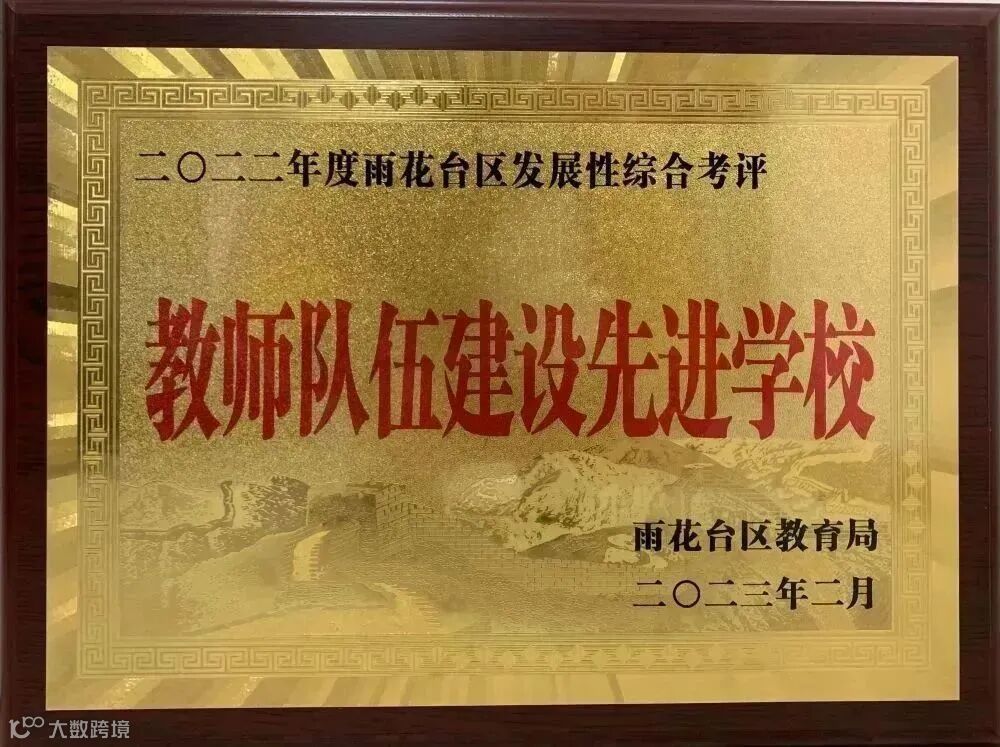 二〇二二年度雨花台区发展性综合考评
教师队伍建设先进学校
雨花台区教育局
二〇二三年二月
大数跨境